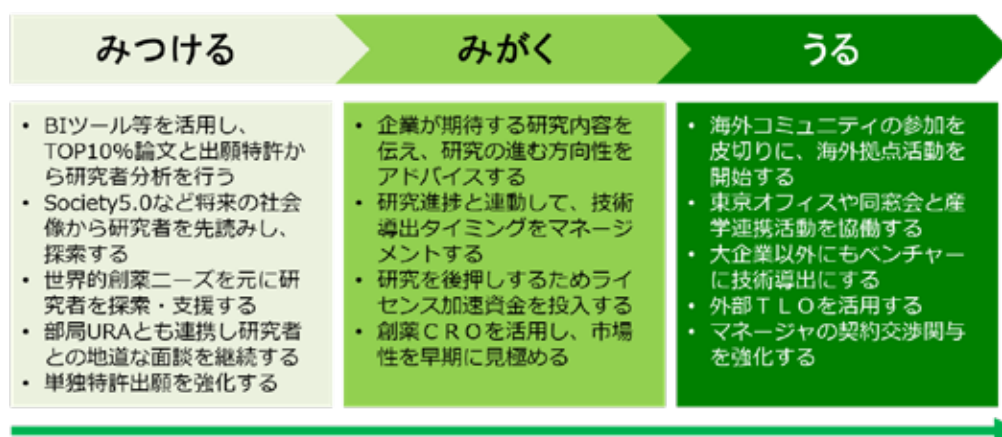 みつける
みがく
うる
• BIツール等を活用し、
TOP10%論文と出願特許か
ら研究者分析を行う
• Society5.0など将来の社会
像から研究者を先読みし、
探索する
• 世界的創薬ニーズを元に研
究者を探索・支援する
• 部局URAとも連携し研究者
との地道な面談を継続する
• 単独特許出願を強化する
• 企業が期待する研究内容を
伝え、研究の進む方向性を
アドバイスする
• 研究進捗と連動して、技術
導出タイミングをマネージ
メントする
• 研究を後押しするためライ
センス加速資金を投入する
• 創薬ＣＲＯを活用し、市場
性を早期に見極める
• 海外コミュニティの参加を
皮切りに、海外拠点活動を
開始する
• 東京オフィスや同窓会と産
学連携活動を協働する
• 大企業以外にもベンチャー
に技術導出にする
• 外部ＴＬＯを活用する
• マネージャの契約交渉関与
を強化する